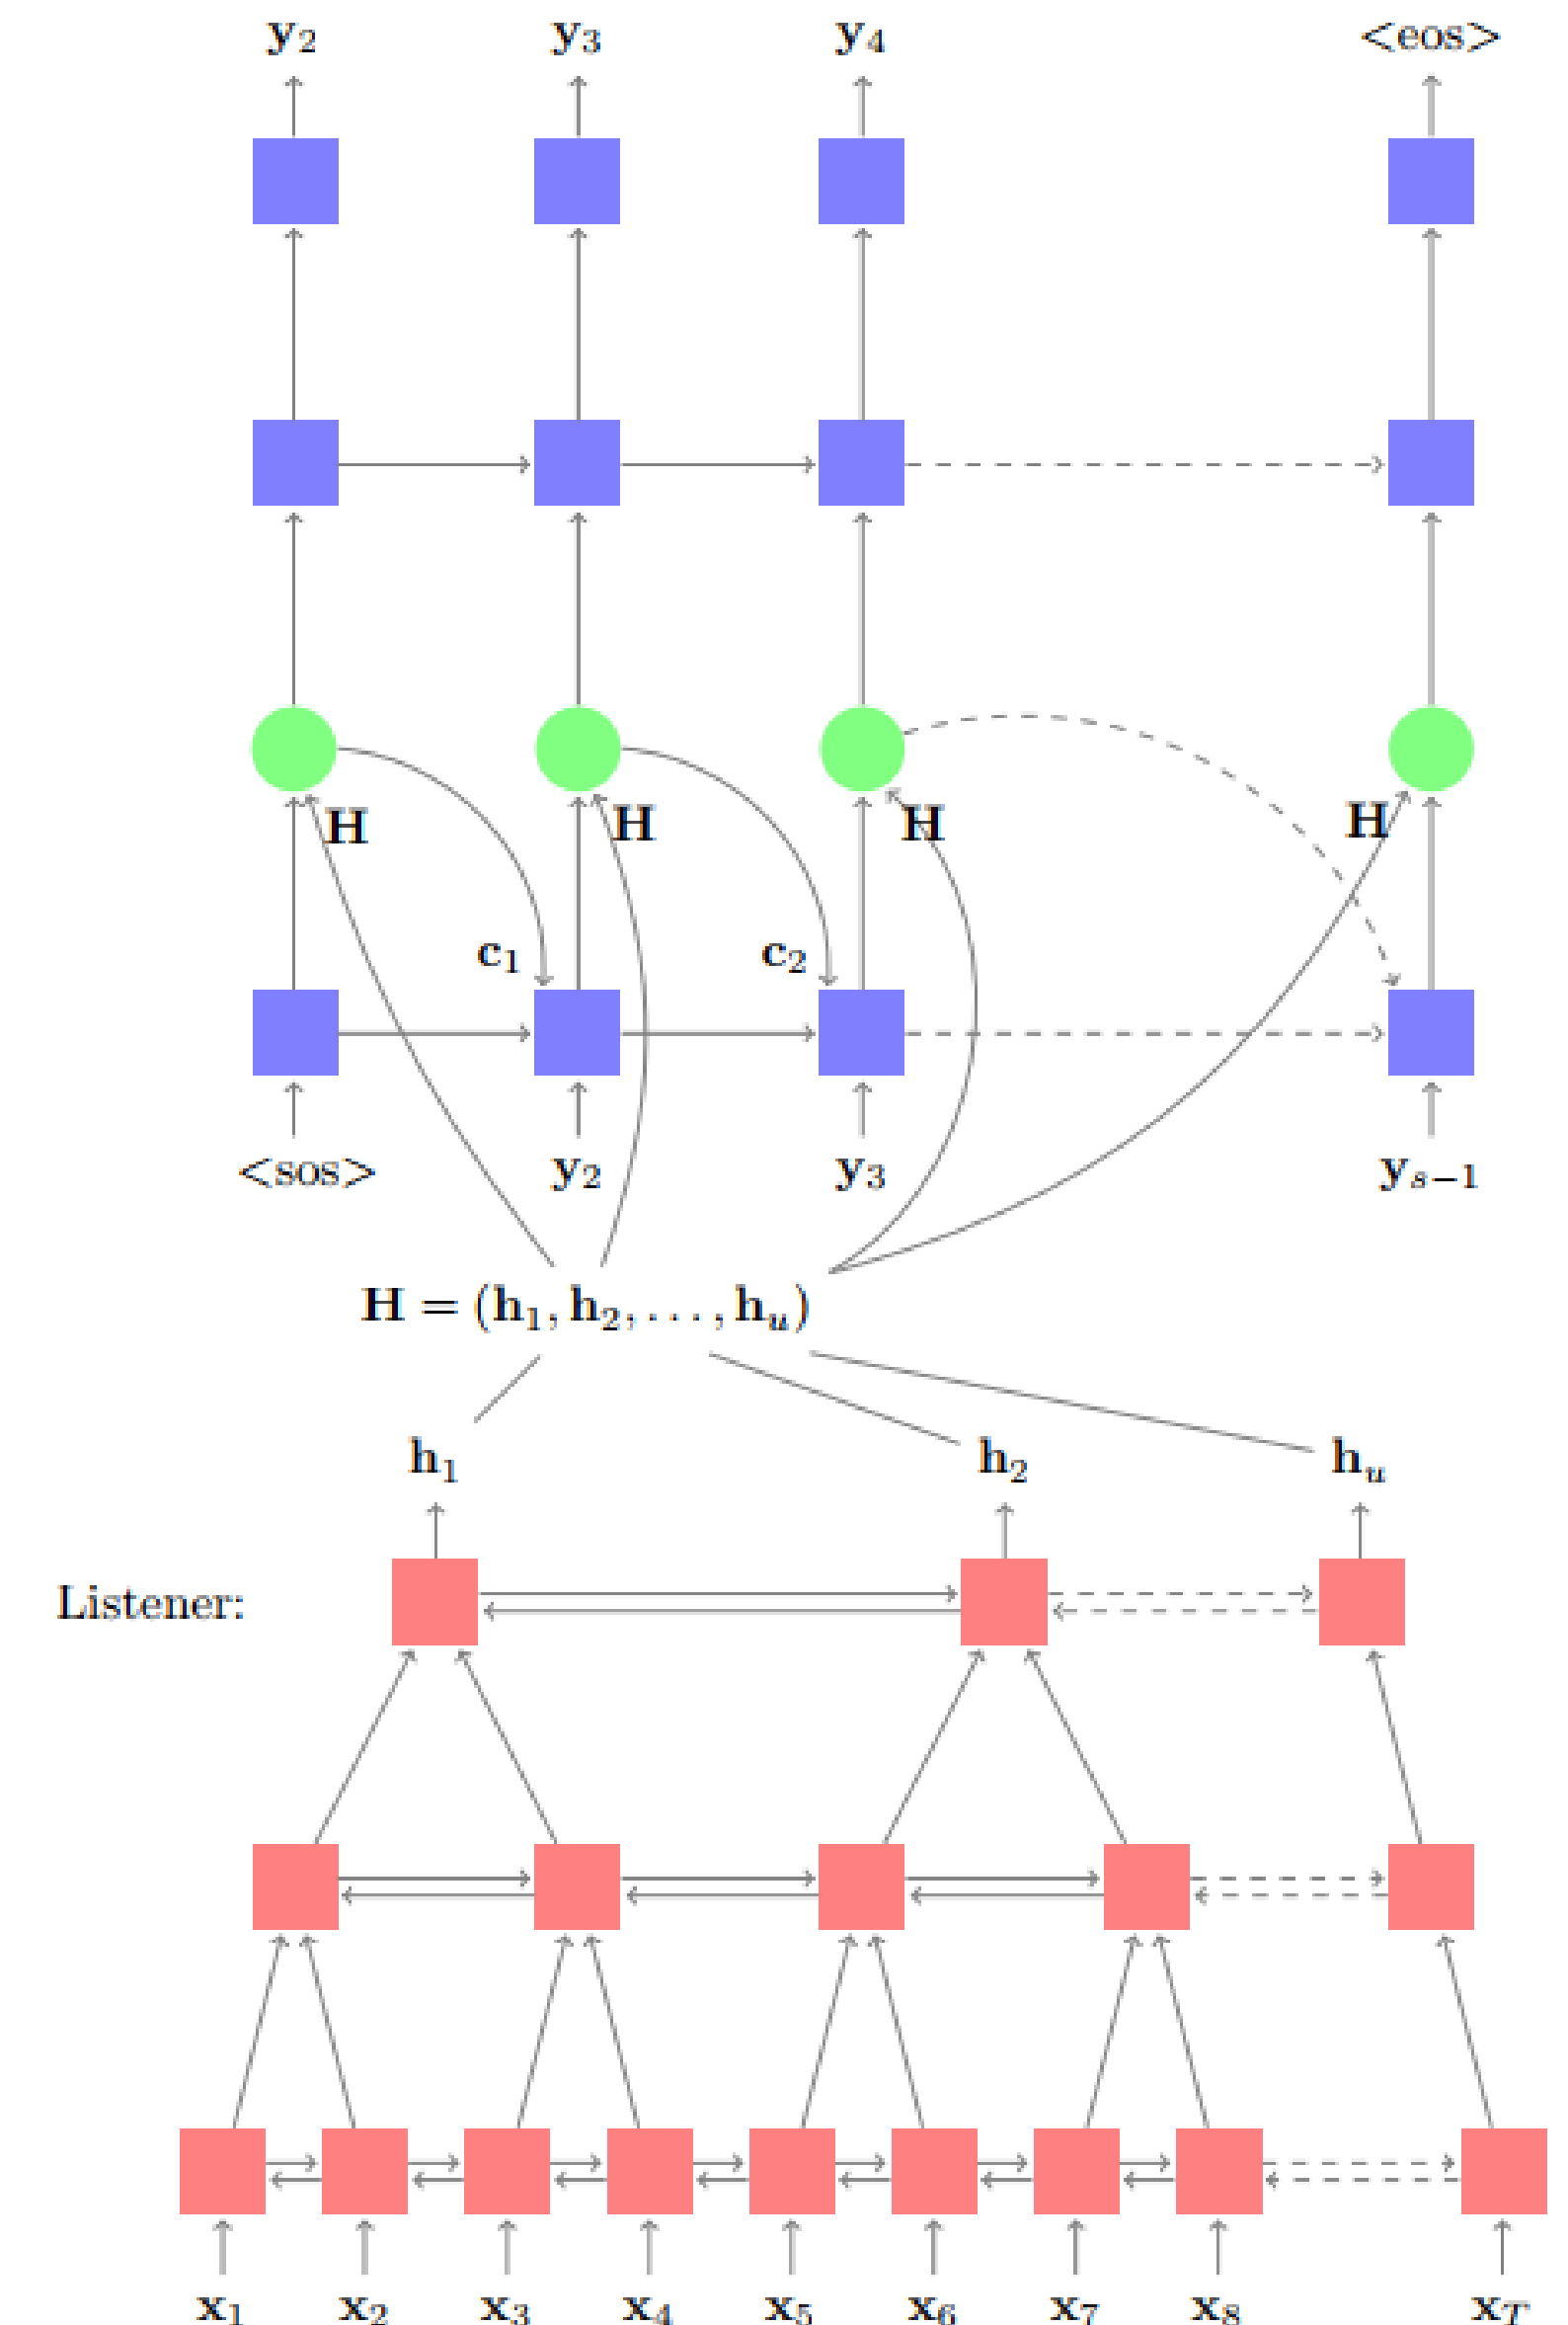 y₂ y₃ y₄ <eos>
H H H H
c₁ c₂
<sos> y₂ y₃ yₛ₋₁
H = (h₁, h₂, . . . , hᵤ)
h₁ h₂ hᵤ
Listener:
x₁ x₂ x₃ x₄ x₅ x₆ x₇ x₈ x_T